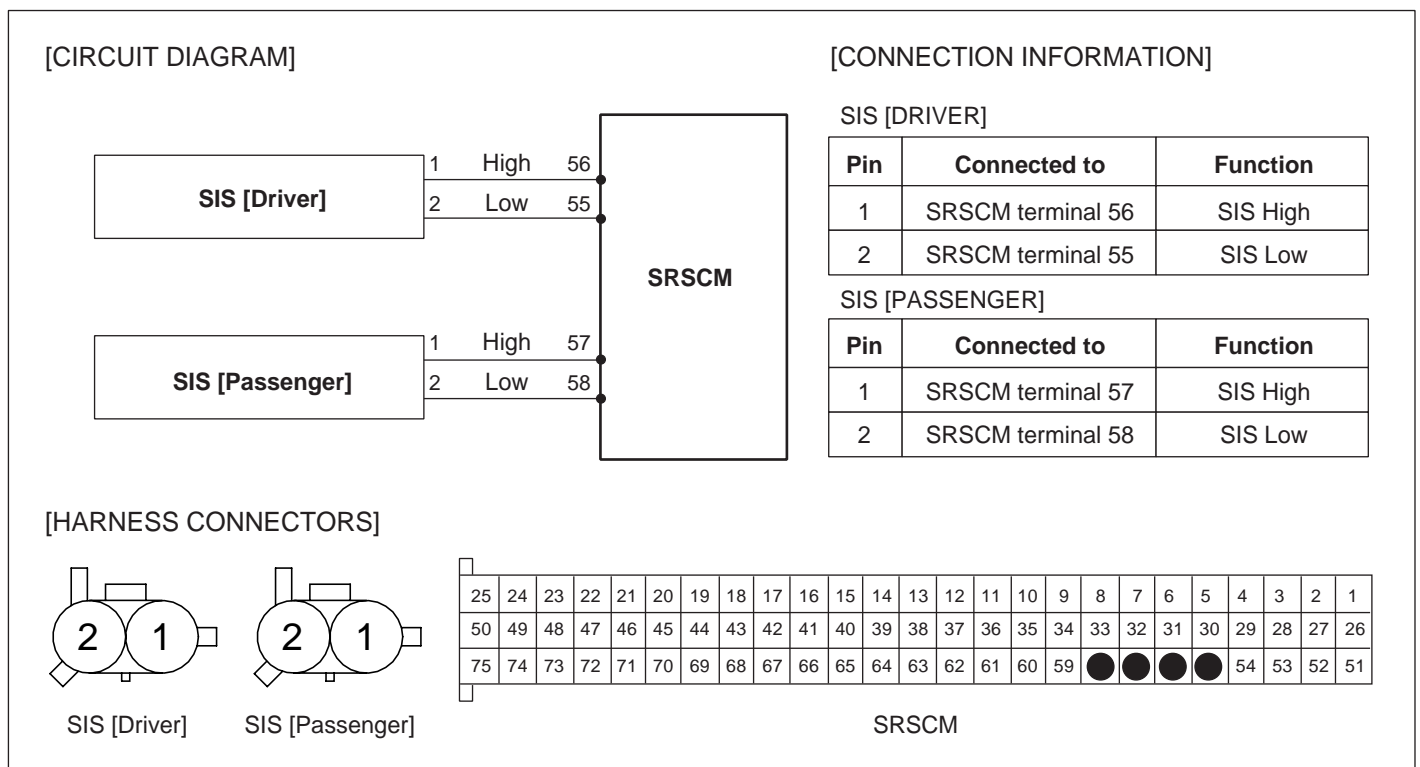 [CIRCUIT DIAGRAM]
1 High 56
SIS [Driver]
2 Low 55
SRSCM
1 High 57
SIS [Passenger]
2 Low 58
[CONNECTION INFORMATION]
SIS [DRIVER]
Pin Connected to Function
1 SRSCM terminal 56 SIS High
2 SRSCM terminal 55 SIS Low
SIS [PASSENGER]
Pin Connected to Function
1 SRSCM terminal 57 SIS High
2 SRSCM terminal 58 SIS Low
[HARNESS CONNECTORS]
2 1
SIS [Driver]
2 1
SIS [Passenger]
25 24 23 22 21 20 19 18 17 16 15 14 13 12 11 10 9 8 7 6 5 4 3 2 1
50 49 48 47 46 45 44 43 42 41 40 39 38 37 36 35 34 33 32 31 30 29 28 27 26
75 74 73 72 71 70 69 68 67 66 65 64 63 62 61 60 59 54 53 52 51
SRSCM